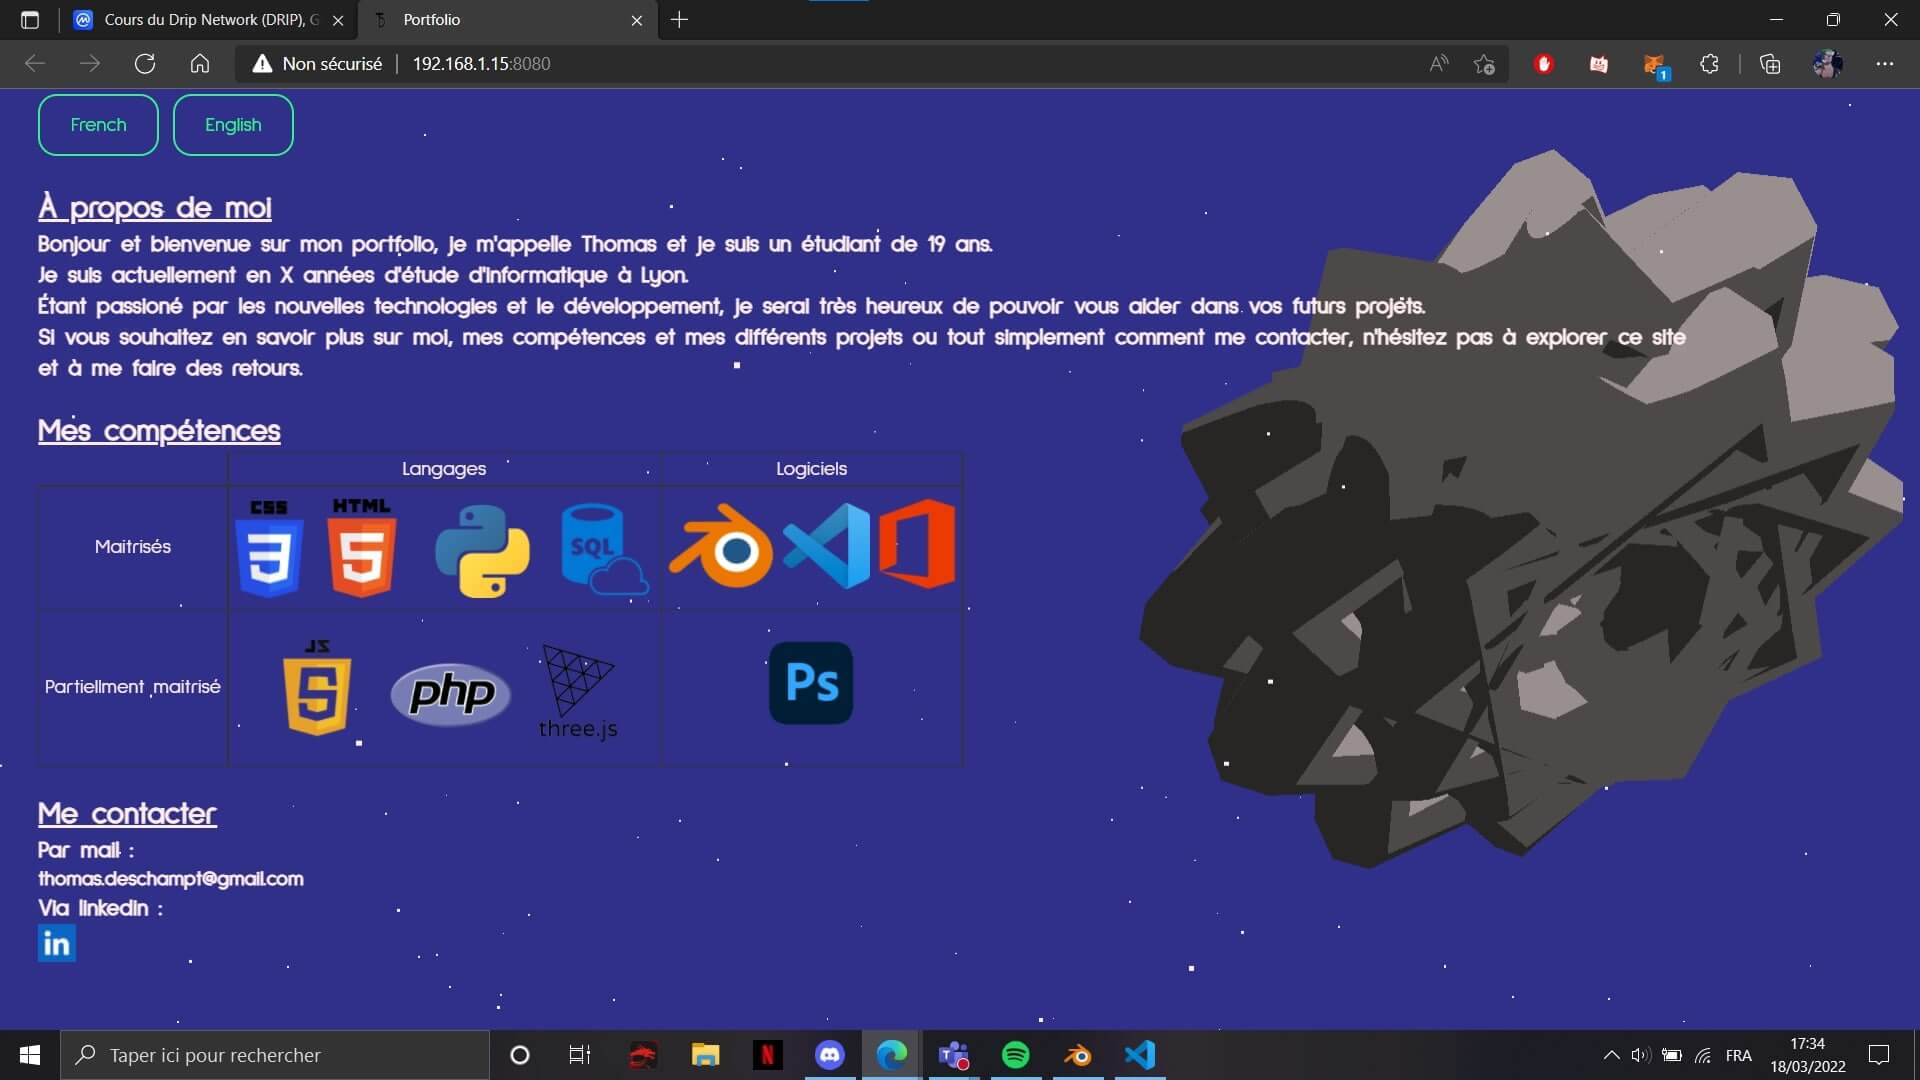 Cours du Drip Network (DRIP), G
Portfolio
Non sécurisé
192.168.1.15:8080
1
French
English
À propos de moi
Bonjour et bienvenue sur mon portfolio, je m'appelle Thomas et je suis un étudiant de 19 ans.
Je suis actuellement en X années d'étude d'informatique à Lyon.
Étant passioné par les nouvelles technologies et le développement, je serai très heureux de pouvoir vous aider dans vos futurs projets.
Si vous souhaitez en savoir plus sur moi, mes compétences et mes différents projets ou tout simplement comment me contacter, n'hésitez pas à explorer ce site
et à me faire des retours.
Mes compétences
Langages
Logiciels
Maitrisés
CSS
3
HTML
5
SQL
Partiellment maitrisé
JS
php
three.js
Ps
Me contacter
Par mail :
thomas.deschampt@gmail.com
Via linkedin :
in
Taper ici pour rechercher
N
T
FRA
17:34
18/03/2022